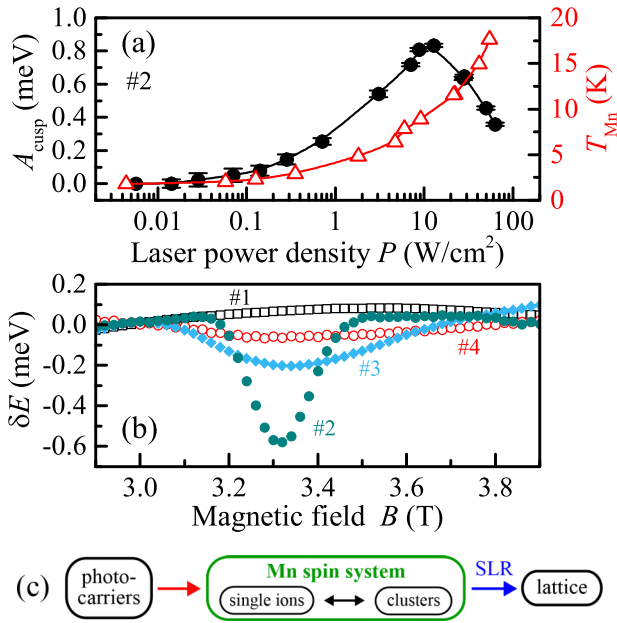 (a)
#2
A_cusp (meV)
1.0
0.8
0.6
0.4
0.2
0.0
T_Mn (K)
20
15
10
5
0
0.01 0.1 1 10 100
Laser power density P (W/cm²)
(b)
δE (meV)
0.2
0.0
-0.2
-0.4
-0.6
#1
#4
#3
#2
3.0 3.2 3.4 3.6 3.8
Magnetic field B (T)
(c)
photo-
carriers
Mn spin system
single ions
clusters
SLR
lattice